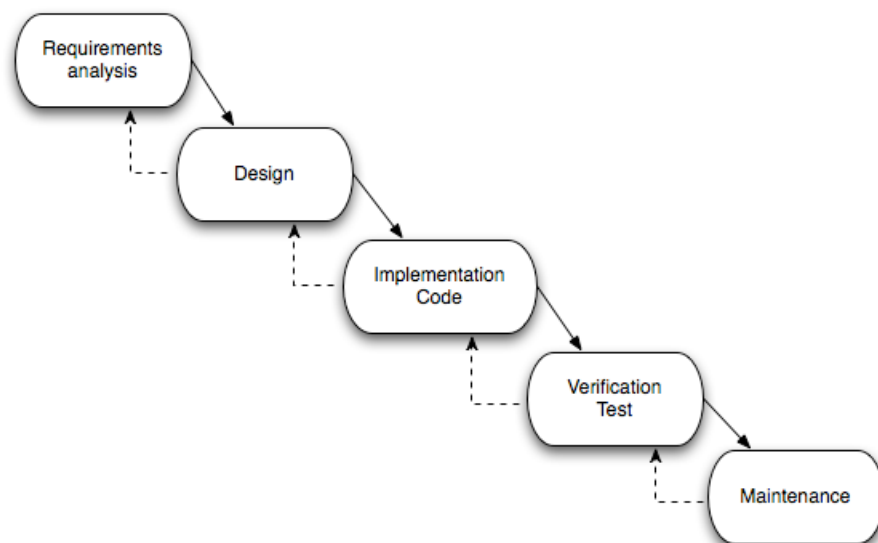 Requirements
analysis
Design
Implementation
Code
Verification
Test
Maintenance